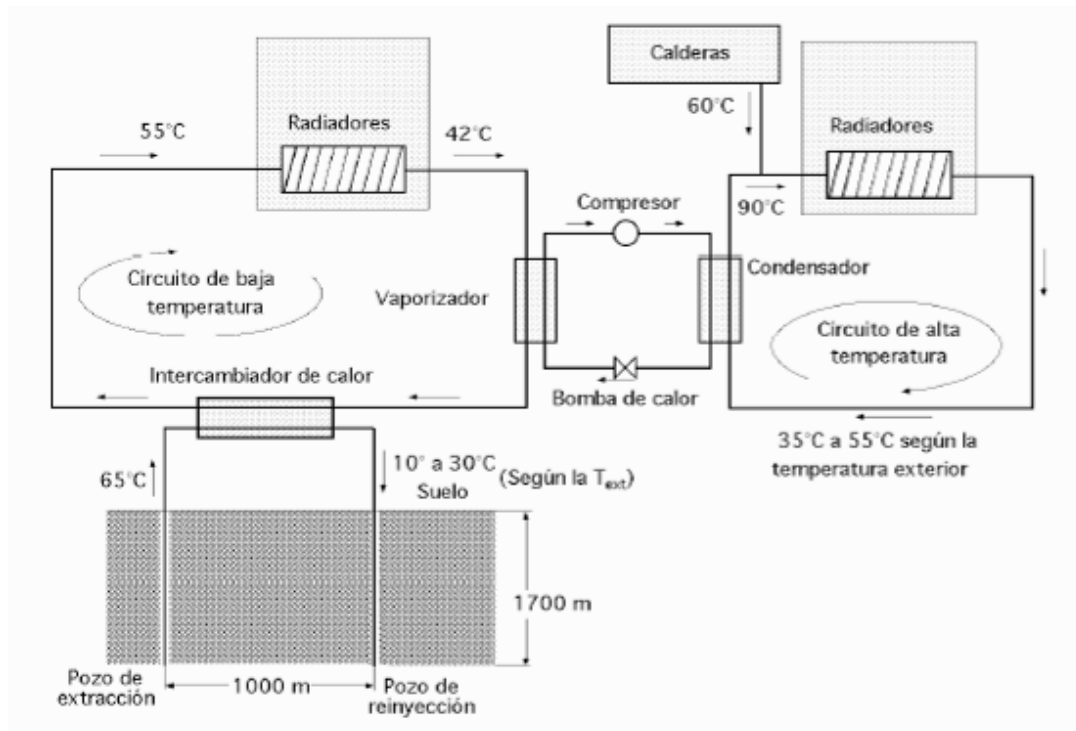 Calderas
60°C
Radiadores
55°C
42°C
Radiadores
90°C
Compresor
Condensador
Vaporizador
Circuito de baja
temperatura
Circuito de alta
temperatura
Intercambiador de calor
Bomba de calor
35°C a 55°C según la
temperatura exterior
65°C
10° a 30°C (Según la Text)
Suelo
1700 m
Pozo de
extracción
1000 m
Pozo de
reinyección